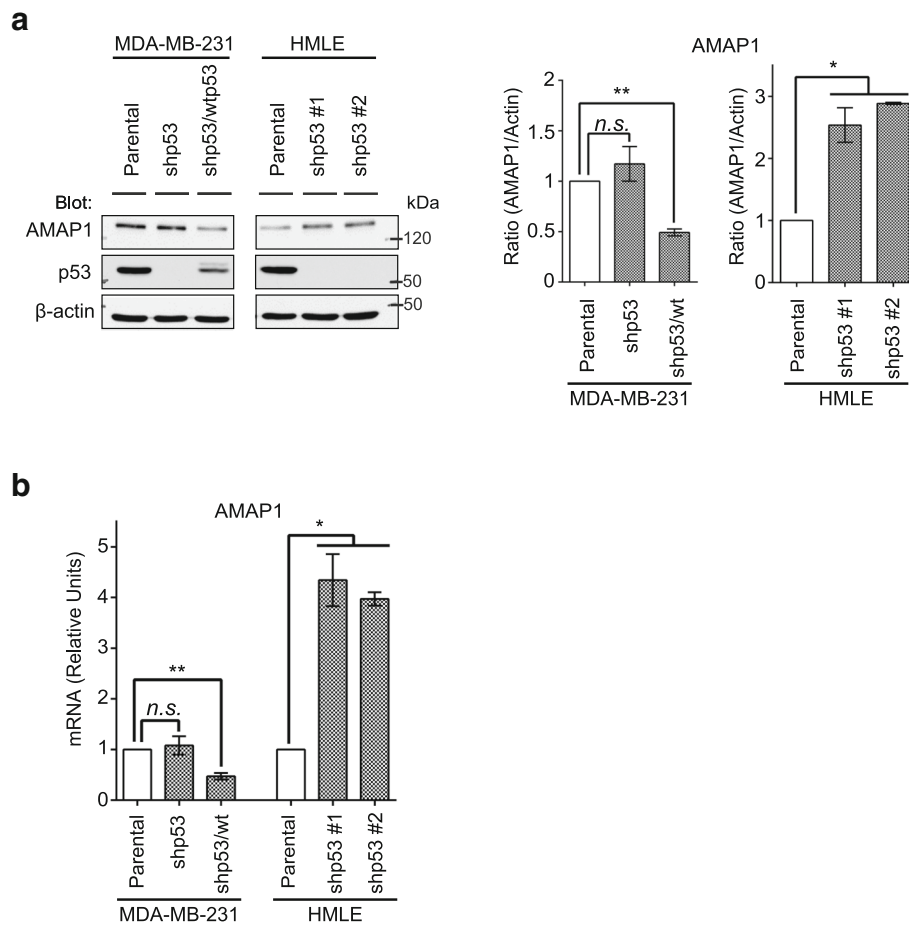 a
MDA-MB-231 HMLE
Parental shp53 shp53/wtp53 Parental shp53 #1 shp53 #2
Blot: kDa
AMAP1 120
p53 50
β-actin 50
AMAP1
Ratio (AMAP1/Actin)
2
1.5
1
0.5
0
**
n.s.
Parental shp53 shp53/wt
MDA-MB-231
Ratio (AMAP1/Actin)
3
2
1
0
*
Parental shp53 #1 shp53 #2
HMLE
b
AMAP1
mRNA (Relative Units)
5
4
3
2
1
0
**
n.s.
*
Parental shp53 shp53/wt Parental shp53 #1 shp53 #2
MDA-MB-231 HMLE